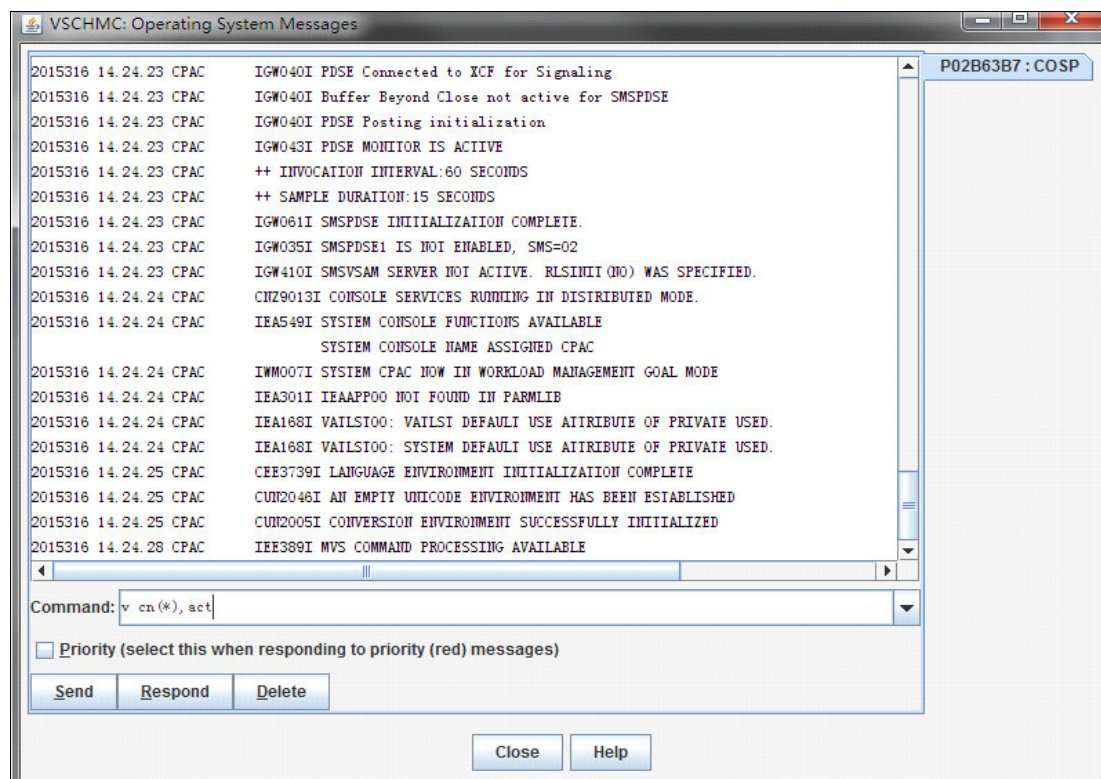 VSCHMC: Operating System Messages
P02B63B7 : COSP
2015316 14.24.23 CPAC IGW040I PDSE Connected to XCF for Signaling
2015316 14.24.23 CPAC IGW040I Buffer Beyond Close not active for SMSPDSE
2015316 14.24.23 CPAC IGW040I PDSE Posting initialization
2015316 14.24.23 CPAC IGW043I PDSE MONITOR IS ACTIVE
2015316 14.24.23 CPAC ++ INVOCATION INTERVAL:60 SECONDS
2015316 14.24.23 CPAC ++ SAMPLE DURATION:15 SECONDS
2015316 14.24.23 CPAC IGW061I SMSPDSE INITIALIZATION COMPLETE.
2015316 14.24.23 CPAC IGW035I SMSPDSE1 IS NOT ENABLED, SMS=02
2015316 14.24.23 CPAC IGW410I SMSVSAM SERVER NOT ACTIVE. RLSINIT(NO) WAS SPECIFIED.
2015316 14.24.24 CPAC CNZ9013I CONSOLE SERVICES RUNNING IN DISTRIBUTED MODE.
2015316 14.24.24 CPAC IEA549I SYSTEM CONSOLE FUNCTIONS AVAILABLE
SYSTEM CONSOLE NAME ASSIGNED CPAC
2015316 14.24.24 CPAC IWM007I SYSTEM CPAC NOW IN WORKLOAD MANAGEMENT GOAL MODE
2015316 14.24.24 CPAC IEA301I IEAAPP00 NOT FOUND IN PARMLIB
2015316 14.24.24 CPAC IEA168I VATLST00: VATLST DEFAULT USE ATTRIBUTE OF PRIVATE USED.
2015316 14.24.24 CPAC IEA168I VATLST00: SYSTEM DEFAULT USE ATTRIBUTE OF PRIVATE USED.
2015316 14.24.25 CPAC CEE3739I LANGUAGE ENVIRONMENT INITIALIZATION COMPLETE
2015316 14.24.25 CPAC CUN2046I AN EMPTY UNICODE ENVIRONMENT HAS BEEN ESTABLISHED
2015316 14.24.25 CPAC CUN2005I CONVERSION ENVIRONMENT SUCCESSFULLY INITIALIZED
2015316 14.24.28 CPAC IEE389I MVS COMMAND PROCESSING AVAILABLE
Command: v cn(*),act
Priority (select this when responding to priority (red) messages)
Send Respond Delete
Close Help